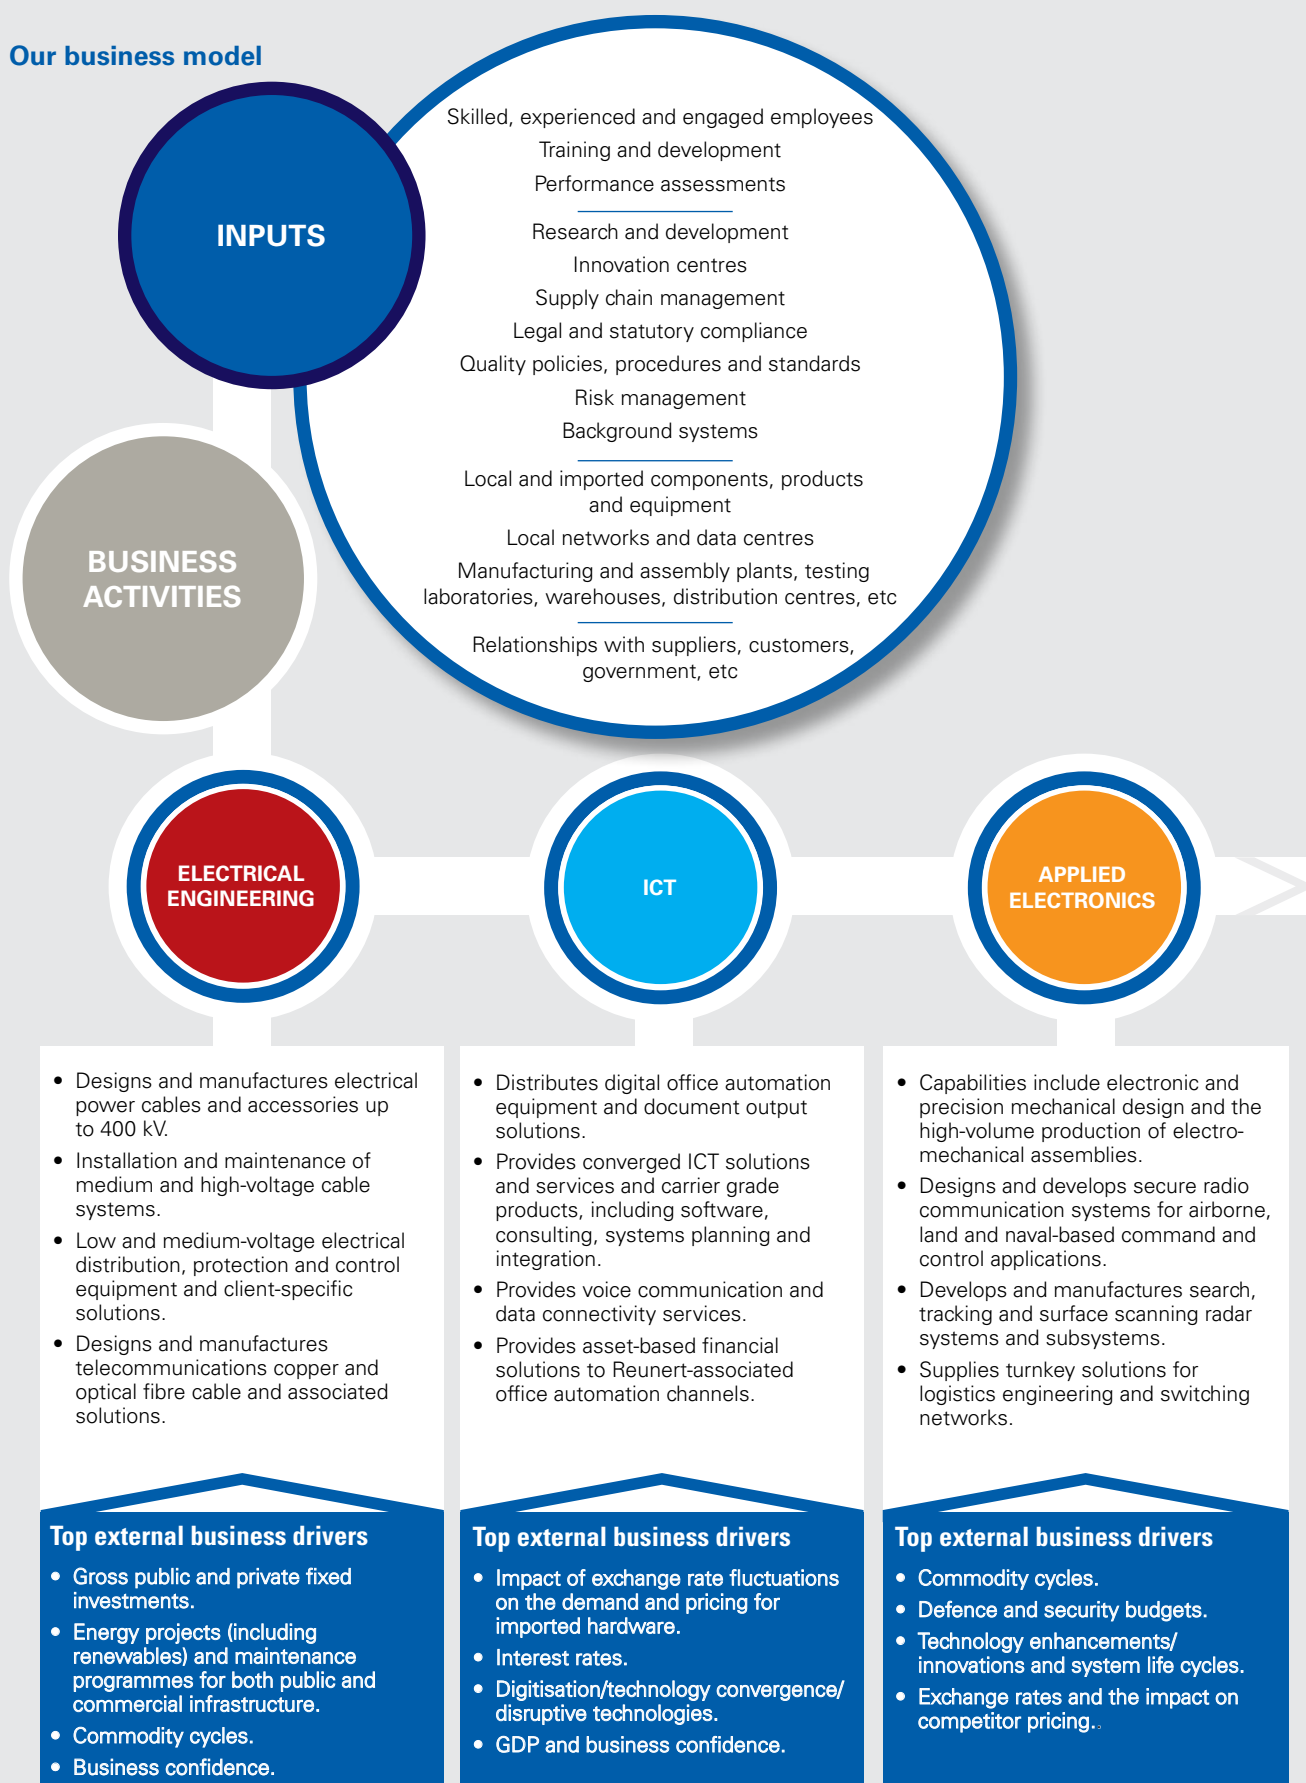 Our business model
INPUTS
Skilled, experienced and engaged employees
Training and development
Performance assessments
Research and development
Innovation centres
Supply chain management
Legal and statutory compliance
Quality policies, procedures and standards
Risk management
Background systems
Local and imported components, products
and equipment
Local networks and data centres
Manufacturing and assembly plants, testing
laboratories, warehouses, distribution centres, etc
Relationships with suppliers, customers,
government, etc
BUSINESS
ACTIVITIES
ELECTRICAL
ENGINEERING
• Designs and manufactures electrical
power cables and accessories up
to 400 kV.
• Installation and maintenance of
medium and high-voltage cable
systems.
• Low and medium-voltage electrical
distribution, protection and control
equipment and client-specific
solutions.
• Designs and manufactures
telecommunications copper and
optical fibre cable and associated
solutions.
Top external business drivers
• Gross public and private fixed
investments.
• Energy projects (including
renewables) and maintenance
programmes for both public and
commercial infrastructure.
• Commodity cycles.
• Business confidence.
ICT
• Distributes digital office automation
equipment and document output
solutions.
• Provides converged ICT solutions
and services and carrier grade
products, including software,
consulting, systems planning and
integration.
• Provides voice communication and
data connectivity services.
• Provides asset-based financial
solutions to Reunert-associated
office automation channels.
Top external business drivers
• Impact of exchange rate fluctuations
on the demand and pricing for
imported hardware.
• Interest rates.
• Digitisation/technology convergence/
disruptive technologies.
• GDP and business confidence.
APPLIED
ELECTRONICS
• Capabilities include electronic and
precision mechanical design and the
high-volume production of electro-
mechanical assemblies.
• Designs and develops secure radio
communication systems for airborne,
land and naval-based command and
control applications.
• Develops and manufactures search,
tracking and surface scanning radar
systems and subsystems.
• Supplies turnkey solutions for
logistics engineering and switching
networks.
Top external business drivers
• Commodity cycles.
• Defence and security budgets.
• Technology enhancements/
innovations and system life cycles.
• Exchange rates and the impact on
competitor pricing..